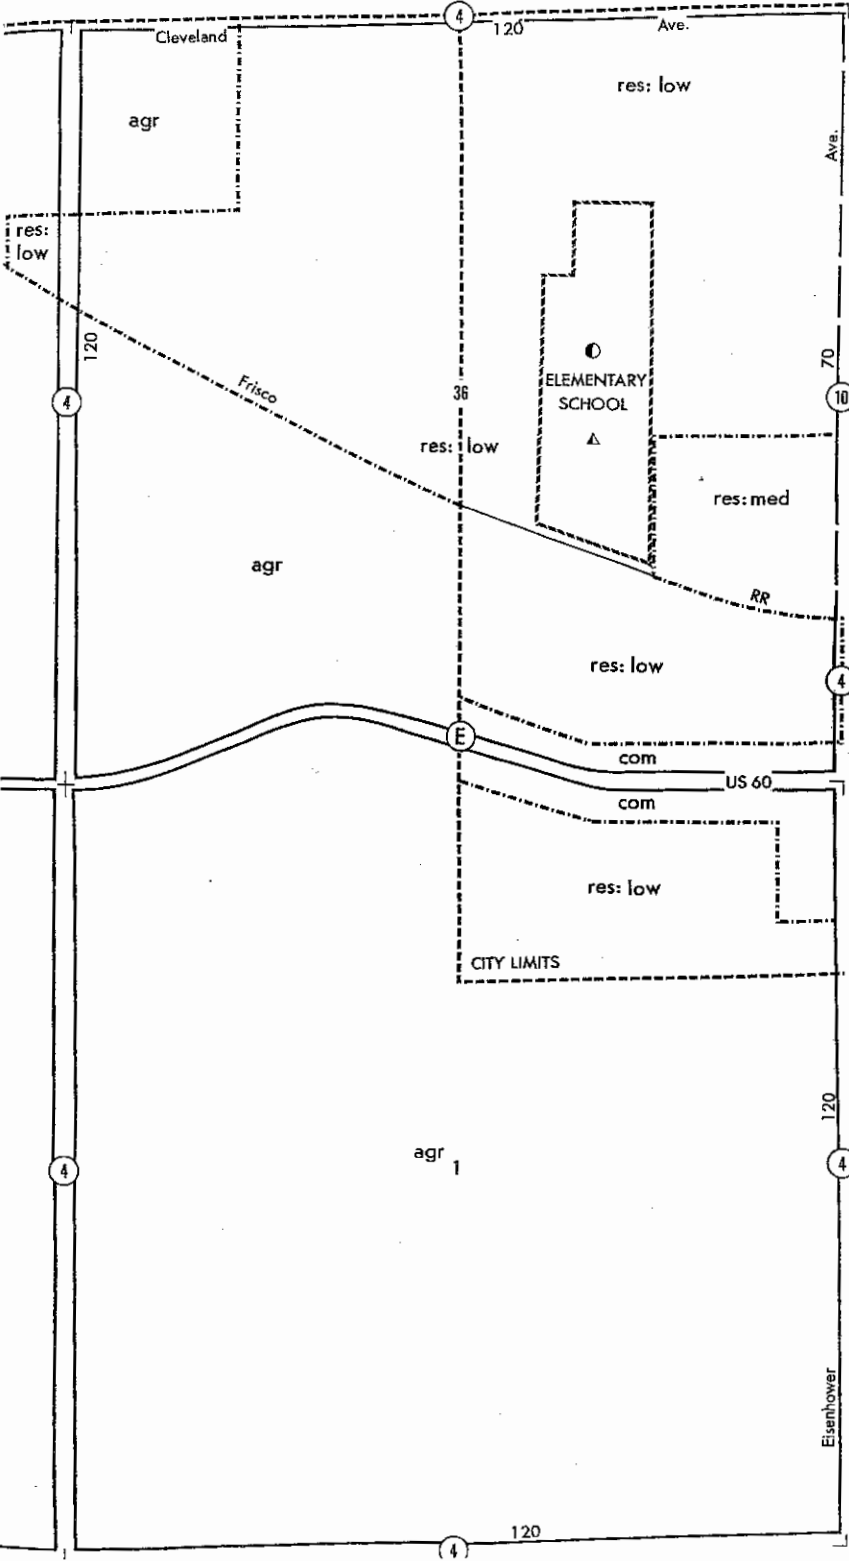 4
Cleveland
120
Ave.
res: low
agr
Ave.
res:
low
120
70
Frisco
ELEMENTARY
SCHOOL
36
4
10
res: low
res: med
agr
RR
res: low
4
E
com
US 60
com
res: low
CITY LIMITS
120
agr
1
4
4
Eisenhower
120
4